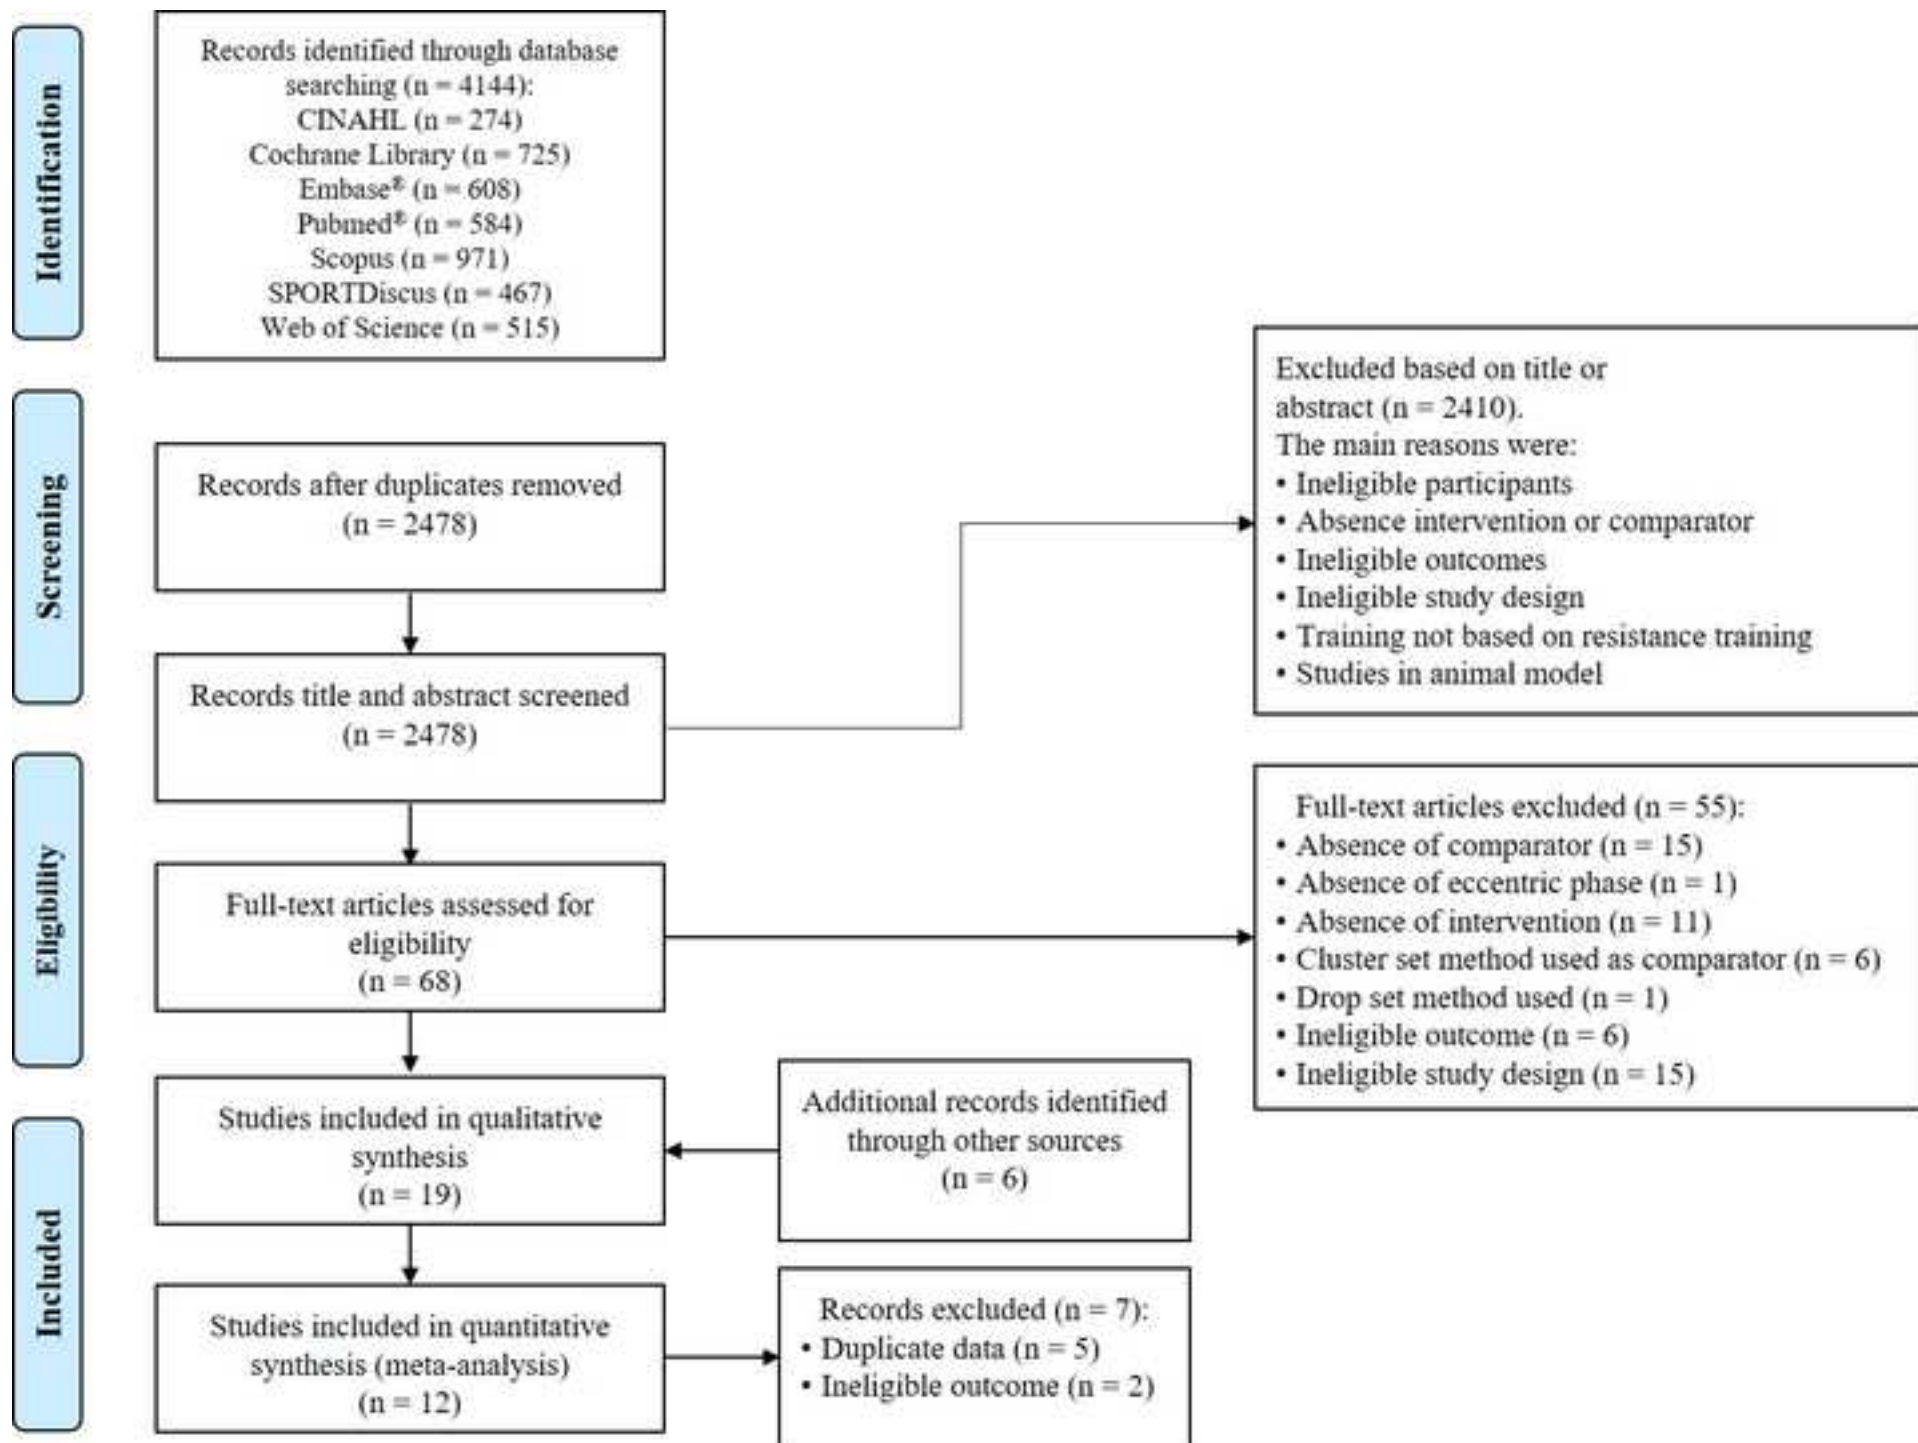 Identification
Records identified through database
searching (n = 4144):
CINAHL (n = 274)
Cochrane Library (n = 725)
Embase® (n = 608)
Pubmed® (n = 584)
Scopus (n = 971)
SPORTDiscus (n = 467)
Web of Science (n = 515)
Screening
Records after duplicates removed
(n = 2478)
Records title and abstract screened
(n = 2478)
Excluded based on title or
abstract (n = 2410).
The main reasons were:
• Ineligible participants
• Absence intervention or comparator
• Ineligible outcomes
• Ineligible study design
• Training not based on resistance training
• Studies in animal model
Eligibility
Full-text articles assessed for
eligibility
(n = 68)
Full-text articles excluded (n = 55):
• Absence of comparator (n = 15)
• Absence of eccentric phase (n = 1)
• Absence of intervention (n = 11)
• Cluster set method used as comparator (n = 6)
• Drop set method used (n = 1)
• Ineligible outcome (n = 6)
• Ineligible study design (n = 15)
Included
Studies included in qualitative
synthesis
(n = 19)
Additional records identified
through other sources
(n = 6)
Studies included in quantitative
synthesis (meta-analysis)
(n = 12)
Records excluded (n = 7):
• Duplicate data (n = 5)
• Ineligible outcome (n = 2)